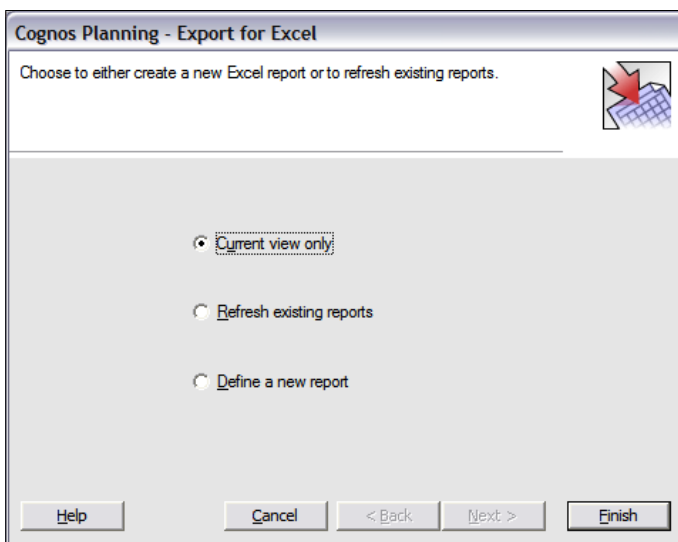 Cognos Planning - Export for Excel
Choose to either create a new Excel report or to refresh existing reports.
Current view only
Refresh existing reports
Define a new report
Help
Cancel
< Back
Next >
Finish